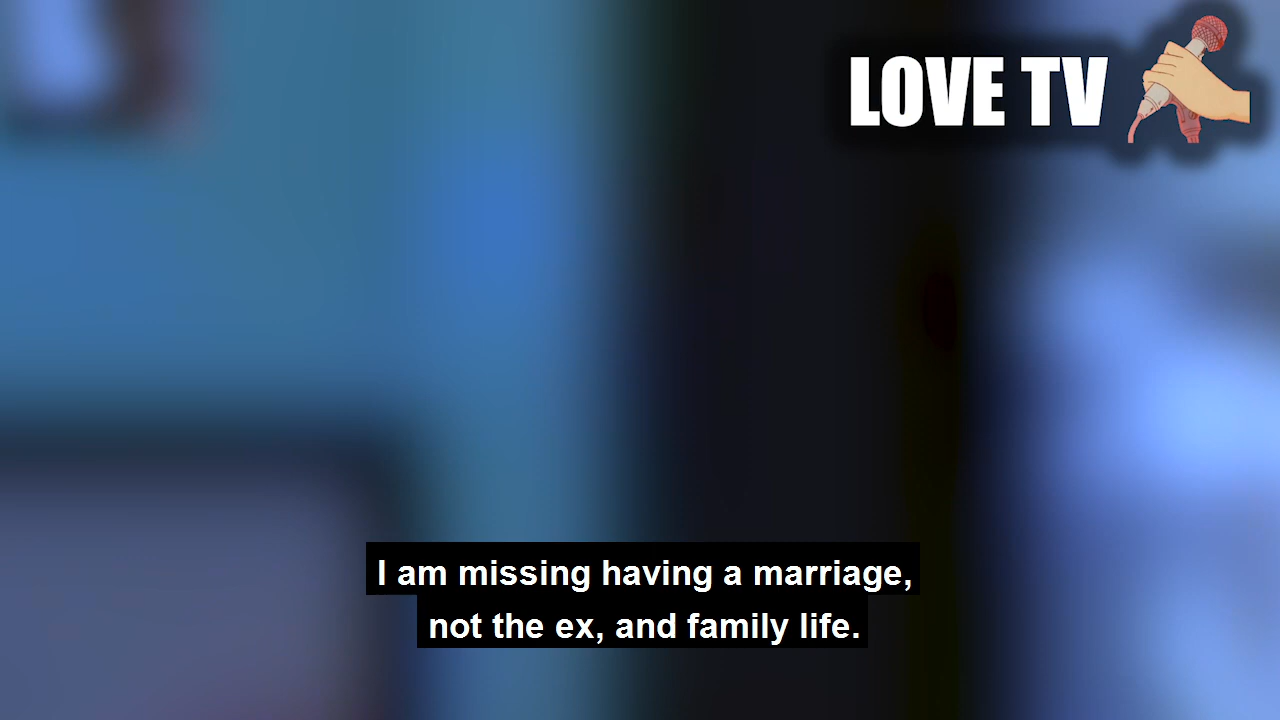 LOVE TV
I am missing having a marriage,
not the ex, and family life.